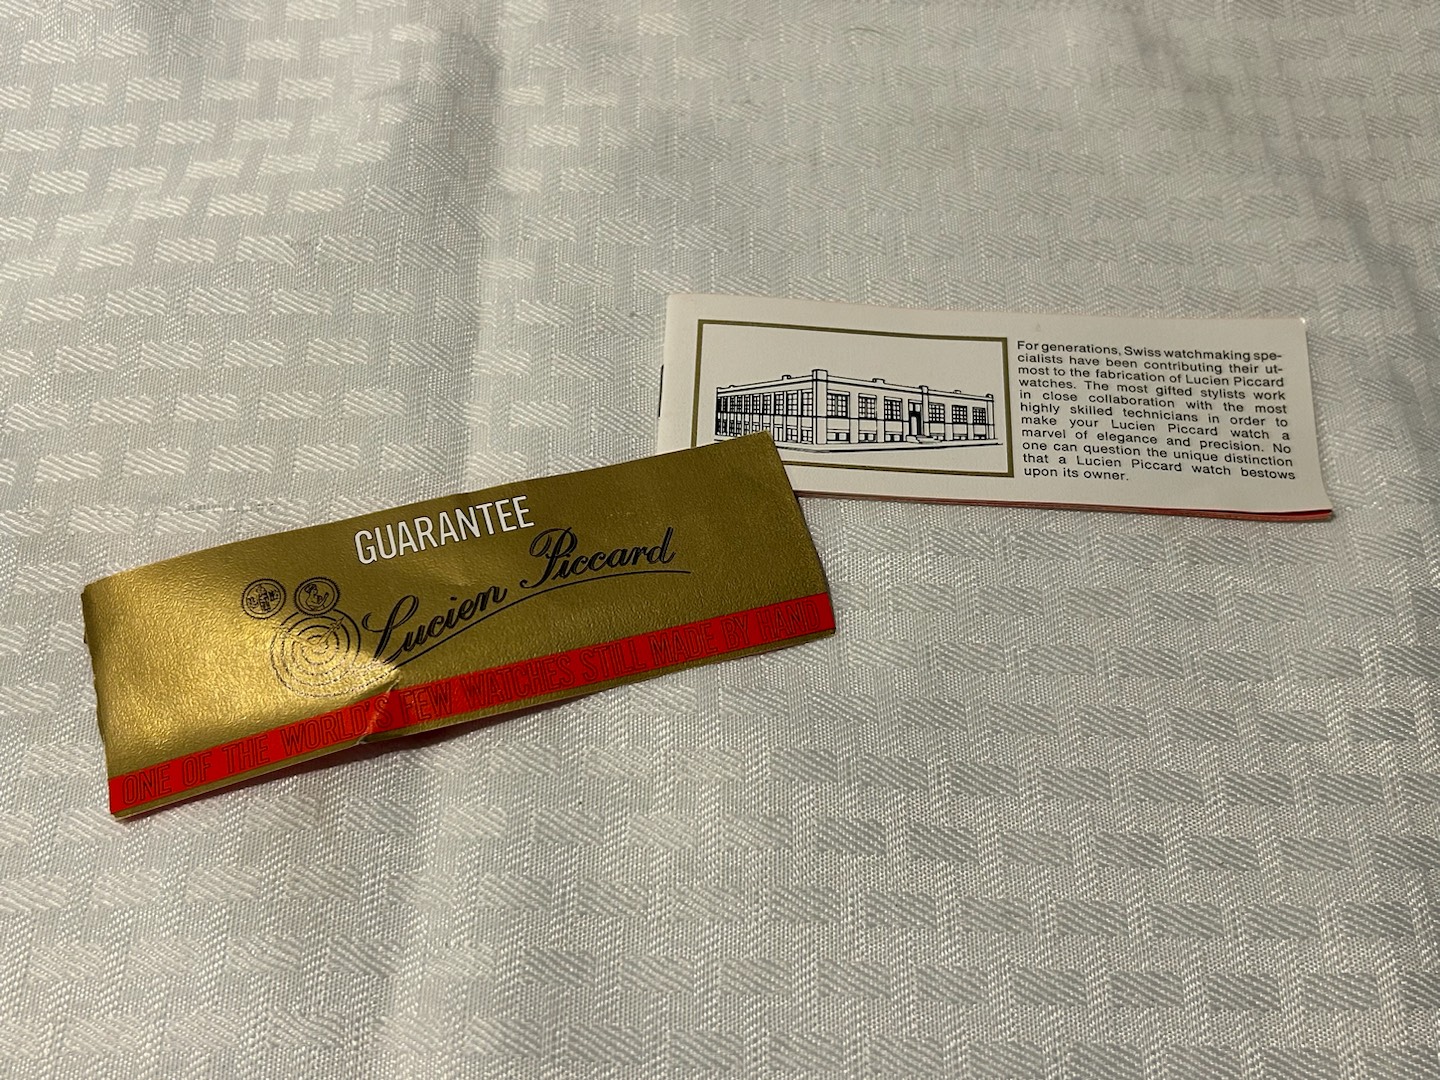 For generations, Swiss watchmaking spe-
cialists have been contributing their ut-
most to the fabrication of Lucien Piccard
watches. The most gifted stylists work
in close collaboration with the most
highly skilled technicians in order to
make your Lucien Piccard watch a
marvel of elegance and precision. No
one can question the unique distinction
that a Lucien Piccard watch bestows
upon its owner.
GUARANTEE
Lucien Piccard
ONE OF THE WORLD'S FEW WATCHES STILL MADE BY HAND